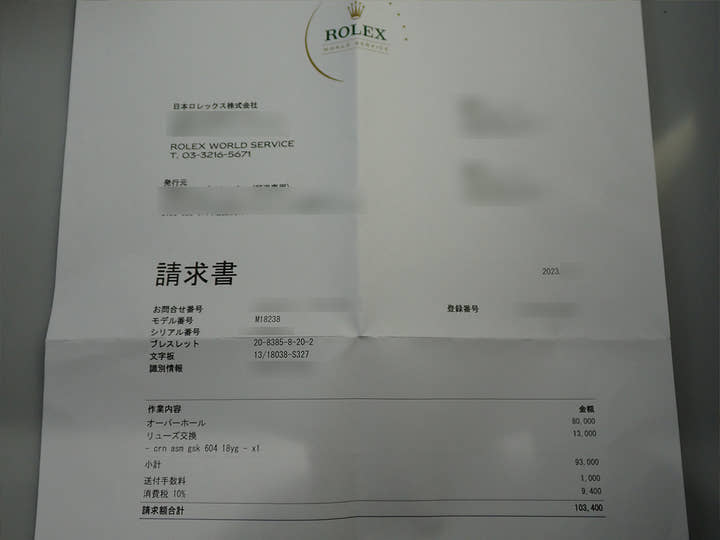 ROLEX
WORLD SERVICE
日本ロレックス株式会社
ROLEX WORLD SERVICE
T. 03-3216-5671
発行元
請求書
2023.
お問合せ番号
登録番号
モデル番号 M18238
シリアル番号
ブレスレット 20-8385-8-20-2
文字板 13/18038-S327
識別情報
作業内容 金額
オーバーホール 80,000
リューズ交換 13,000
- crn asm gsk 604 18yg - x1
小計 93,000
送付手数料 1,000
消費税 10% 9,400
請求額合計 103,400